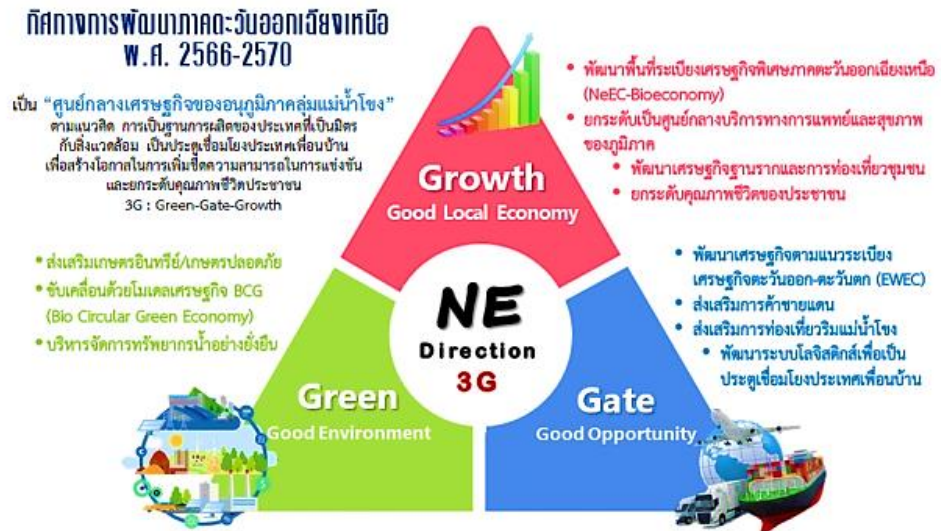 ทิศทางการพัฒนาภาคตะวันออกเฉียงเหนือ
พ.ศ. 2566-2570
เป็น “ศูนย์กลางเศรษฐกิจของอนุภูมิภาคลุ่มแม่น้ำโขง”
ตามแนวคิด การเป็นฐานการผลิตของประเทศที่เป็นมิตร
กับสิ่งแวดล้อม เป็นประตูเชื่อมโยงประเทศเพื่อนบ้าน
เพื่อสร้างโอกาสในการเพิ่มขีดความสามารถในการแข่งขัน
และยกระดับคุณภาพชีวิตประชาชน
3G : Green-Gate-Growth
Growth
Good Local Economy
• พัฒนาพื้นที่ระเบียงเศรษฐกิจพิเศษภาคตะวันออกเฉียงเหนือ
(NeEC-Bioeconomy)
• ยกระดับเป็นศูนย์กลางบริการทางการแพทย์และสุขภาพ
ของภูมิภาค
• พัฒนาเศรษฐกิจฐานรากและการท่องเที่ยวชุมชน
• ยกระดับคุณภาพชีวิตของประชาชน
• ส่งเสริมเกษตรอินทรีย์/เกษตรปลอดภัย
• ขับเคลื่อนด้วยโมเดลเศรษฐกิจ BCG
(Bio Circular Green Economy)
• บริหารจัดการทรัพยากรน้ำอย่างยั่งยืน
NE
Direction
3G
• พัฒนาเศรษฐกิจตามแนวระเบียง
เศรษฐกิจตะวันออก-ตะวันตก (EWEC)
• ส่งเสริมการค้าชายแดน
• ส่งเสริมการท่องเที่ยวริมแม่น้ำโขง
• พัฒนาระบบโลจิสติกส์เพื่อเป็น
ประตูเชื่อมโยงประเทศเพื่อนบ้าน
Green
Good Environment
Gate
Good Opportunity